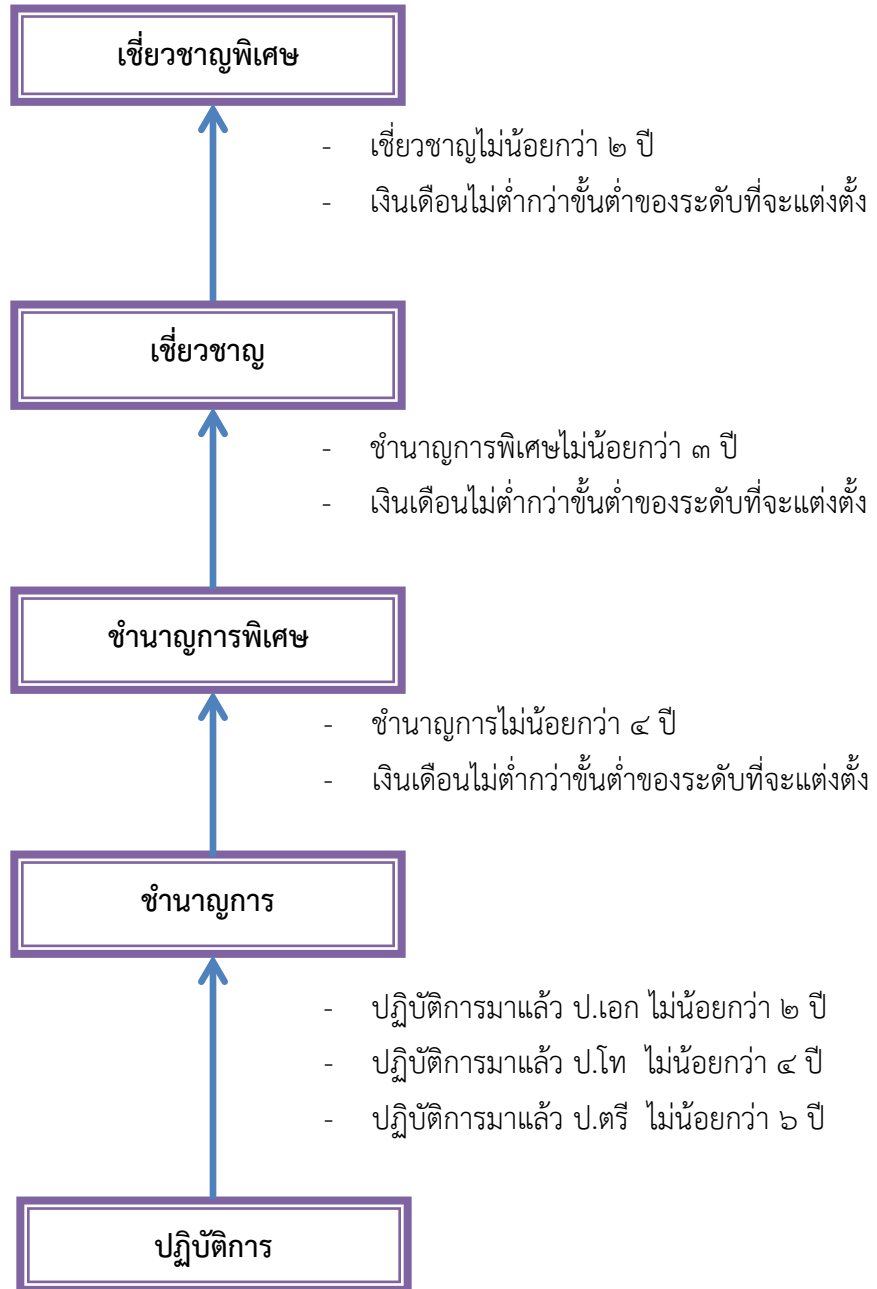 เชี่ยวชาญพิเศษ
- เชี่ยวชาญไม่น้อยกว่า ๒ ปี
- เงินเดือนไม่ต่ำกว่าขั้นต่ำของระดับที่จะแต่งตั้ง
เชี่ยวชาญ
- ชำนาญการพิเศษไม่น้อยกว่า ๓ ปี
- เงินเดือนไม่ต่ำกว่าขั้นต่ำของระดับที่จะแต่งตั้ง
ชำนาญการพิเศษ
- ชำนาญการไม่น้อยกว่า ๔ ปี
- เงินเดือนไม่ต่ำกว่าขั้นต่ำของระดับที่จะแต่งตั้ง
ชำนาญการ
- ปฏิบัติการมาแล้ว ป.เอก ไม่น้อยกว่า ๒ ปี
- ปฏิบัติการมาแล้ว ป.โท ไม่น้อยกว่า ๔ ปี
- ปฏิบัติการมาแล้ว ป.ตรี ไม่น้อยกว่า ๖ ปี
ปฏิบัติการ